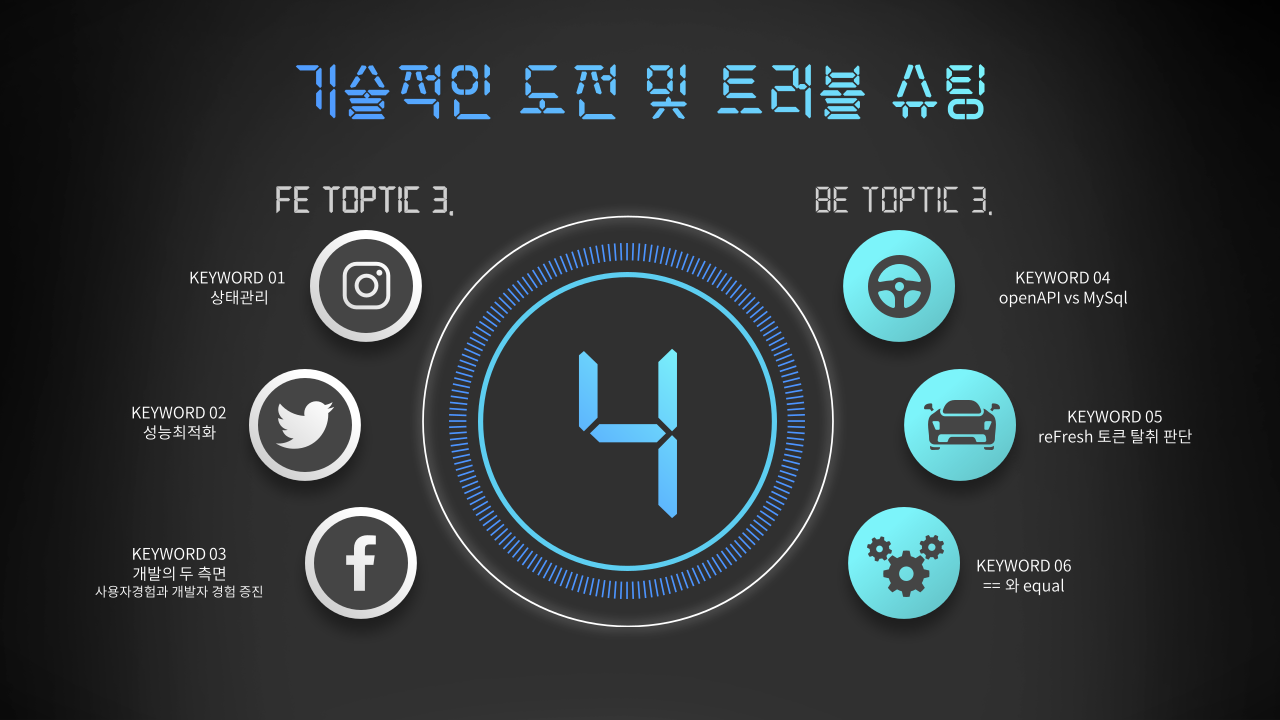 기술적인 도전 및 트러블 슈팅
FE TOPTIC 3.
KEYWORD 01
상태관리
KEYWORD 02
성능최적화
KEYWORD 03
개발의 두 측면
사용자경험과 개발자 경험 증진
4
BE TOPTIC 3.
KEYWORD 04
openAPI vs MySql
KEYWORD 05
reFresh 토큰 탈취 판단
KEYWORD 06
== 와 equal